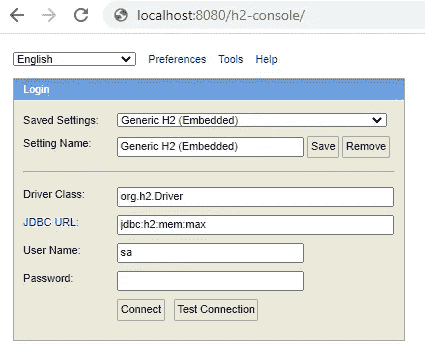 localhost:8080/h2-console/
English Preferences Tools Help
Login
Saved Settings: Generic H2 (Embedded)
Setting Name: Generic H2 (Embedded) Save Remove
Driver Class: org.h2.Driver
JDBC URL: jdbc:h2:mem:max
User Name: sa
Password:
Connect Test Connection